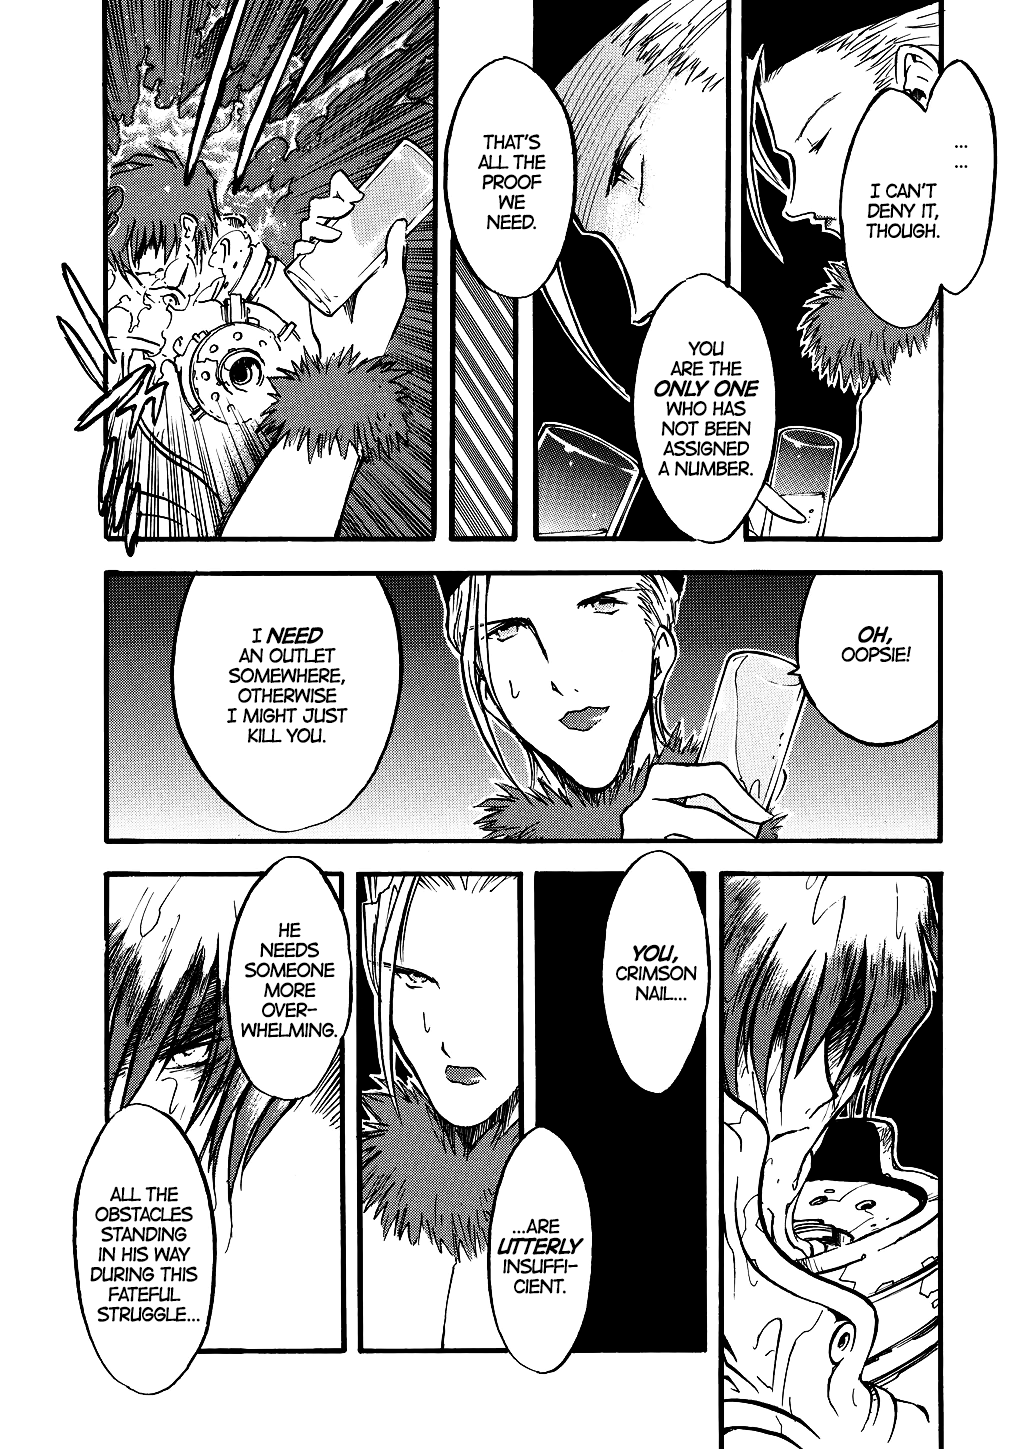 ...
...
I CAN'T
DENY IT,
THOUGH.
YOU
ARE THE
ONLY ONE
WHO HAS
NOT BEEN
ASSIGNED
A NUMBER.
THAT'S
ALL THE
PROOF
WE
NEED.
OH,
OOPSIE!
I NEED
AN OUTLET
SOMEWHERE,
OTHERWISE
I MIGHT JUST
KILL YOU.
YOU,
CRIMSON
NAIL...
...ARE
UTTERLY
INSUFFI-
CIENT.
HE
NEEDS
SOMEONE
MORE
OVER-
WHELMING.
ALL THE
OBSTACLES
STANDING
IN HIS WAY
DURING THIS
FATEFUL
STRUGGLE...